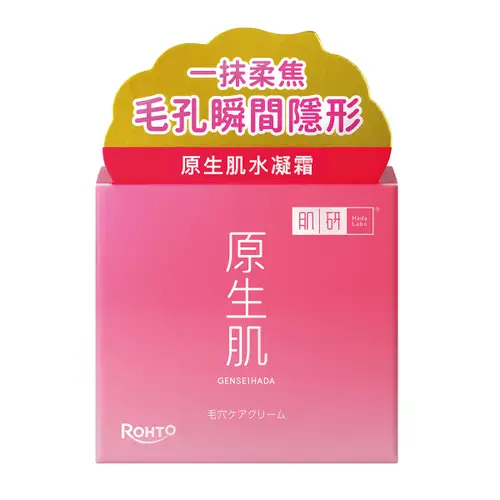 一抹柔焦
毛孔瞬間隱形
原生肌水凝霜
肌研
Hada
Labo
®
原生肌
GENSEIHADA
毛穴ケアクリーム
ROHTO